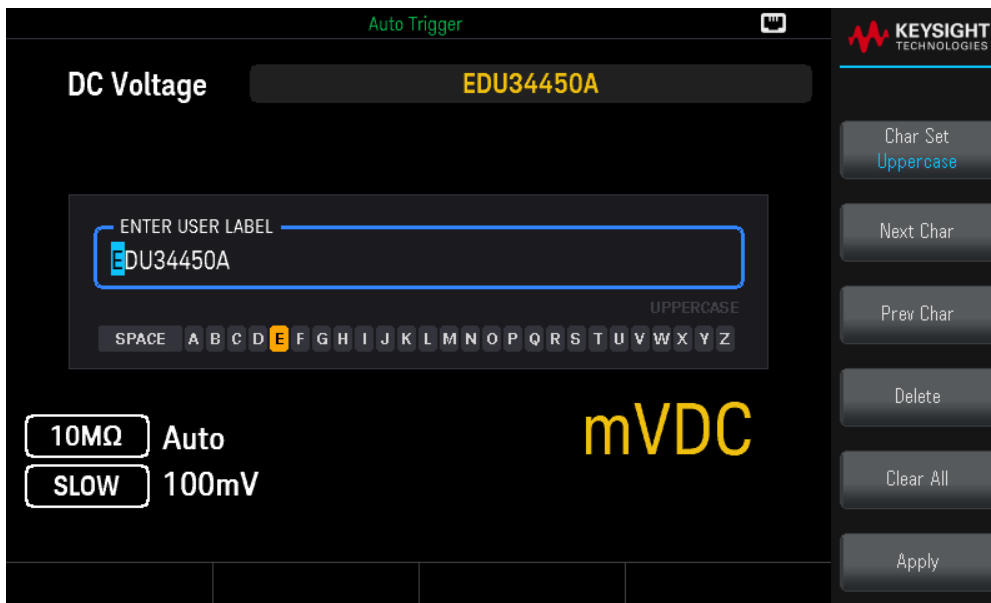 Auto Trigger
KEYSIGHT
TECHNOLOGIES
DC Voltage
EDU34450A
Char Set
Uppercase
ENTER USER LABEL
EDU34450A
Next Char
UPPERCASE
SPACE A B C D E F G H I J K L M N O P Q R S T U V W X Y Z
Prev Char
Delete
10MΩ Auto
mVDC
SLOW 100mV
Clear All
Apply